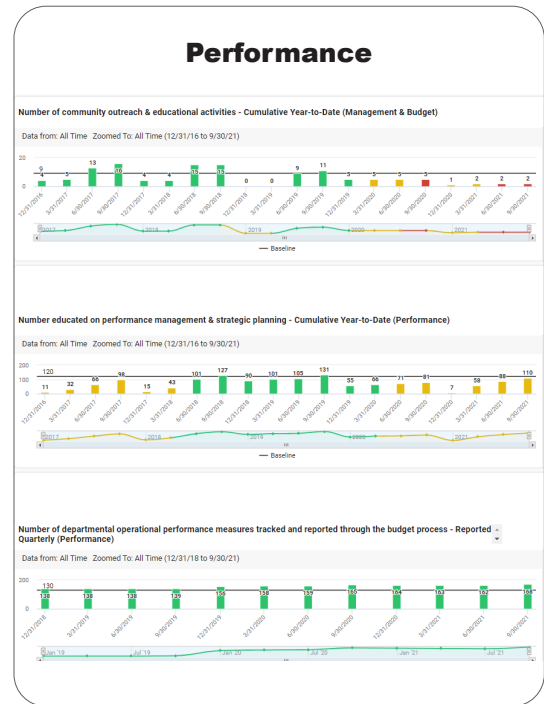 Performance
Number of community outreach & educational activities - Cumulative Year-to-Date (Management & Budget)
Data from: All Time Zoomed To: All Time (12/31/16 to 9/30/21)
20
0
9
4 5 13 16 4 4 15 15 0 0 9 11 5 5 5 5 1 2 2 2
12/31/2016 3/31/2017 6/30/2017 9/30/2017 12/31/2017 3/31/2018 6/30/2018 9/30/2018 12/31/2018 3/31/2019 6/30/2019 9/30/2019 12/31/2019 3/31/2020 6/30/2020 9/30/2020 12/31/2020 3/31/2021 6/30/2021 9/30/2021
2017 2018 2019 2020 2021
Baseline
Number educated on performance management & strategic planning - Cumulative Year-to-Date (Performance)
Data from: All Time Zoomed To: All Time (12/31/16 to 9/30/21)
200
100
0
120
11 32 66 98 15 43 101 127 90 101 105 131 55 66 71 81 7 58 88 110
12/31/2016 3/31/2017 6/30/2017 9/30/2017 12/31/2017 3/31/2018 6/30/2018 9/30/2018 12/31/2018 3/31/2019 6/30/2019 9/30/2019 12/31/2019 3/31/2020 6/30/2020 9/30/2020 12/31/2020 3/31/2021 6/30/2021 9/30/2021
2017 2018 2019 2020 2021
Baseline
Number of departmental operational performance measures tracked and reported through the budget process - Reported
Quarterly (Performance)
Data from: All Time Zoomed To: All Time (12/31/18 to 9/30/21)
200
0
130
138 138 138 139 156 158 159 160 164 163 162 168
12/31/2018 3/31/2019 6/30/2019 9/30/2019 12/31/2019 3/31/2020 6/30/2020 9/30/2020 12/31/2020 3/31/2021 6/30/2021 9/30/2021
Jan '19 Jul '19 Jan '20 Jul '20 Jan '21 Jul '21